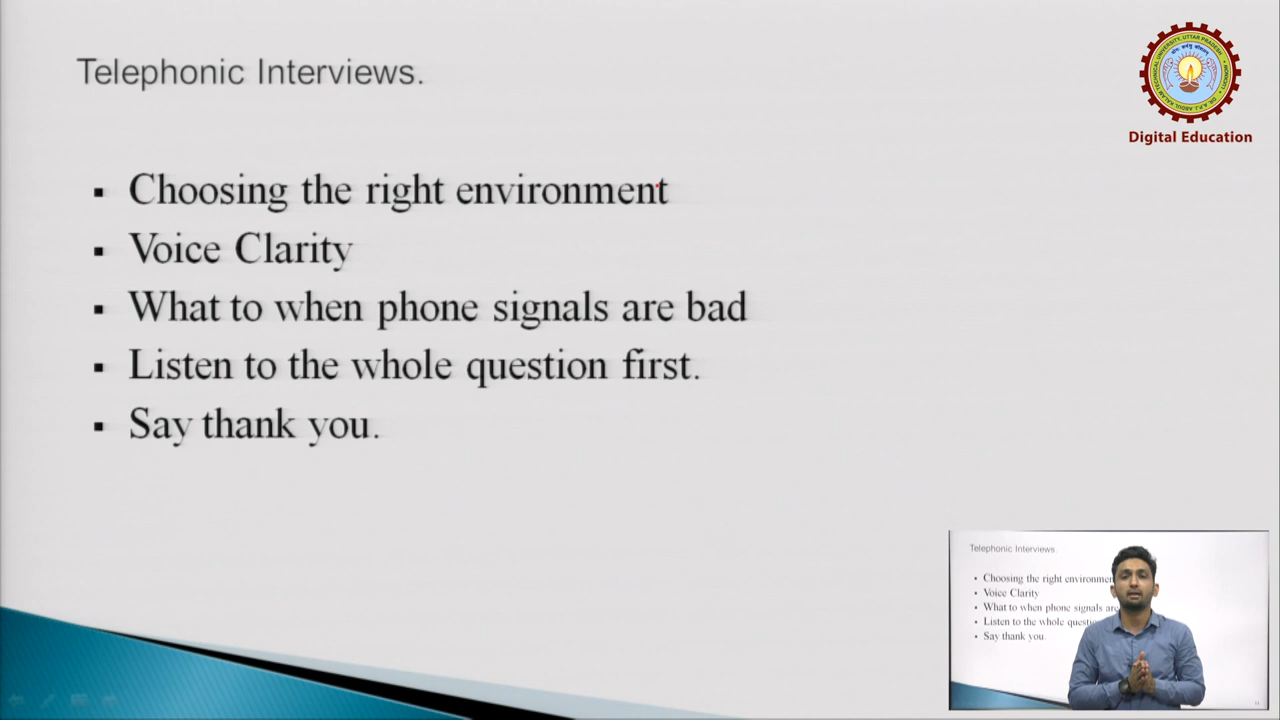 Telephonic Interviews.
Digital Education
▪ Choosing the right environment
▪ Voice Clarity
▪ What to when phone signals are bad
▪ Listen to the whole question first.
▪ Say thank you.
Telephonic Interviews.
• Choosing the right environmen
• Voice Clarity
• What to when phone signals are
• Listen to the whole questi
• Say thank you.